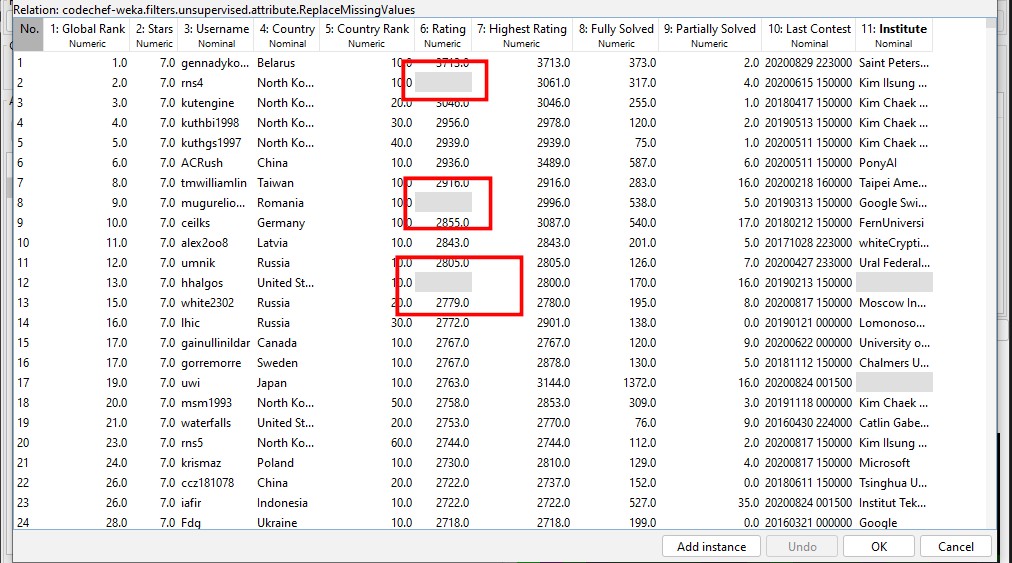 Relation: codechef-weka.filters.unsupervised.attribute.ReplaceMissingValues
No. 1: Global Rank 2: Stars 3: Username 4: Country 5: Country Rank 6: Rating 7: Highest Rating 8: Fully Solved 9: Partially Solved 10: Last Contest 11: Institute
Numeric Numeric Nominal Nominal Numeric Numeric Numeric Numeric Numeric Numeric Nominal
1 1.0 7.0 gennadyko... Belarus 10.0 3713.0 3713.0 373.0 2.0 20200829 223000 Saint Peters...
2 2.0 7.0 rns4 North Ko... 10.0 3061.0 317.0 4.0 20200615 150000 Kim Ilsung ...
3 3.0 7.0 kutengine North Ko... 20.0 3046.0 3046.0 255.0 1.0 20180417 150000 Kim Chaek ...
4 4.0 7.0 kuthbi1998 North Ko... 30.0 2956.0 2978.0 120.0 2.0 20190513 150000 Kim Chaek ...
5 5.0 7.0 kuthgs1997 North Ko... 40.0 2939.0 2939.0 75.0 1.0 20200511 150000 Kim Chaek ...
6 6.0 7.0 ACRush China 10.0 2936.0 3489.0 587.0 6.0 20200511 150000 PonyAI
7 8.0 7.0 tmwilliamlin Taiwan 10.0 2916.0 2916.0 283.0 16.0 20200218 160000 Taipei Ame...
8 9.0 7.0 mugurelio... Romania 10.0 2996.0 538.0 5.0 20190313 150000 Google Swi...
9 10.0 7.0 ceilks Germany 10.0 2855.0 3087.0 540.0 17.0 20180212 150000 FernUniversi
10 11.0 7.0 alex2oo8 Latvia 10.0 2843.0 2843.0 201.0 5.0 20171028 223000 whiteCrypti...
11 12.0 7.0 umnik Russia 10.0 2805.0 2805.0 126.0 7.0 20200427 233000 Ural Federal...
12 13.0 7.0 hhalgos United St... 10.0 2800.0 170.0 16.0 20190213 150000
13 15.0 7.0 white2302 Russia 20.0 2779.0 2780.0 195.0 8.0 20200817 150000 Moscow In...
14 16.0 7.0 lhic Russia 30.0 2772.0 2901.0 138.0 0.0 20190121 000000 Lomonoso...
15 17.0 7.0 gainullinildar Canada 10.0 2767.0 2767.0 120.0 9.0 20200622 000000 University o...
16 17.0 7.0 gorremorre Sweden 10.0 2767.0 2878.0 130.0 5.0 20181112 150000 Chalmers U...
17 19.0 7.0 uwi Japan 10.0 2763.0 3144.0 1372.0 16.0 20200824 001500
18 20.0 7.0 msm1993 North Ko... 50.0 2758.0 2853.0 309.0 3.0 20191118 000000 Kim Chaek ...
19 21.0 7.0 waterfalls United St... 20.0 2753.0 2770.0 76.0 9.0 20160430 224000 Catlin Gabe...
20 23.0 7.0 rns5 North Ko... 60.0 2744.0 2744.0 112.0 2.0 20200817 150000 Kim Ilsung ...
21 24.0 7.0 krismaz Poland 10.0 2730.0 2810.0 129.0 4.0 20200817 150000 Microsoft
22 26.0 7.0 ccz181078 China 20.0 2722.0 2737.0 152.0 0.0 20180611 150000 Tsinghua U...
23 26.0 7.0 iafir Indonesia 10.0 2722.0 2722.0 527.0 35.0 20200824 001500 Institut Tek...
24 28.0 7.0 Fdg Ukraine 10.0 2718.0 2718.0 199.0 0.0 20160321 000000 Google
Add instance Undo OK Cancel